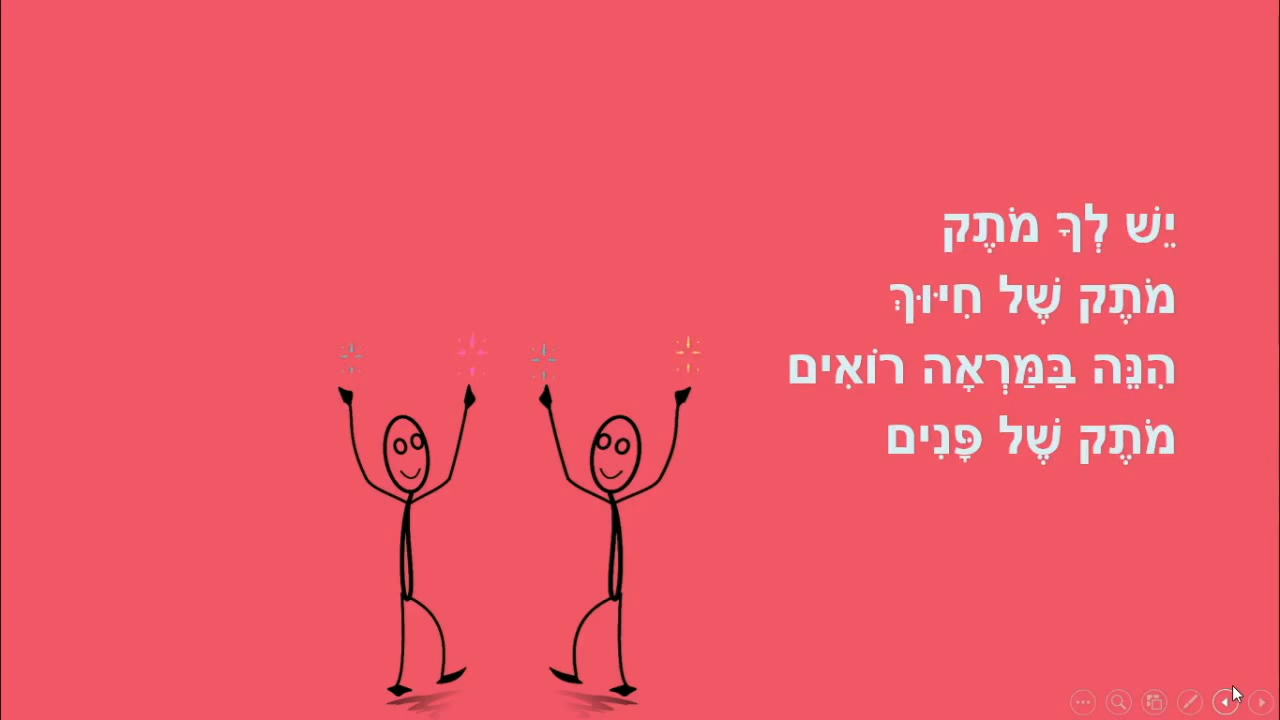 יֵשׁ לְךָ מֹתֶק
מֹתֶק שֶׁל חִיּוּךְ
הִנֵּה בַּמַּרְאָה רוֹאִים
מֹתֶק שֶׁל פָּנִים